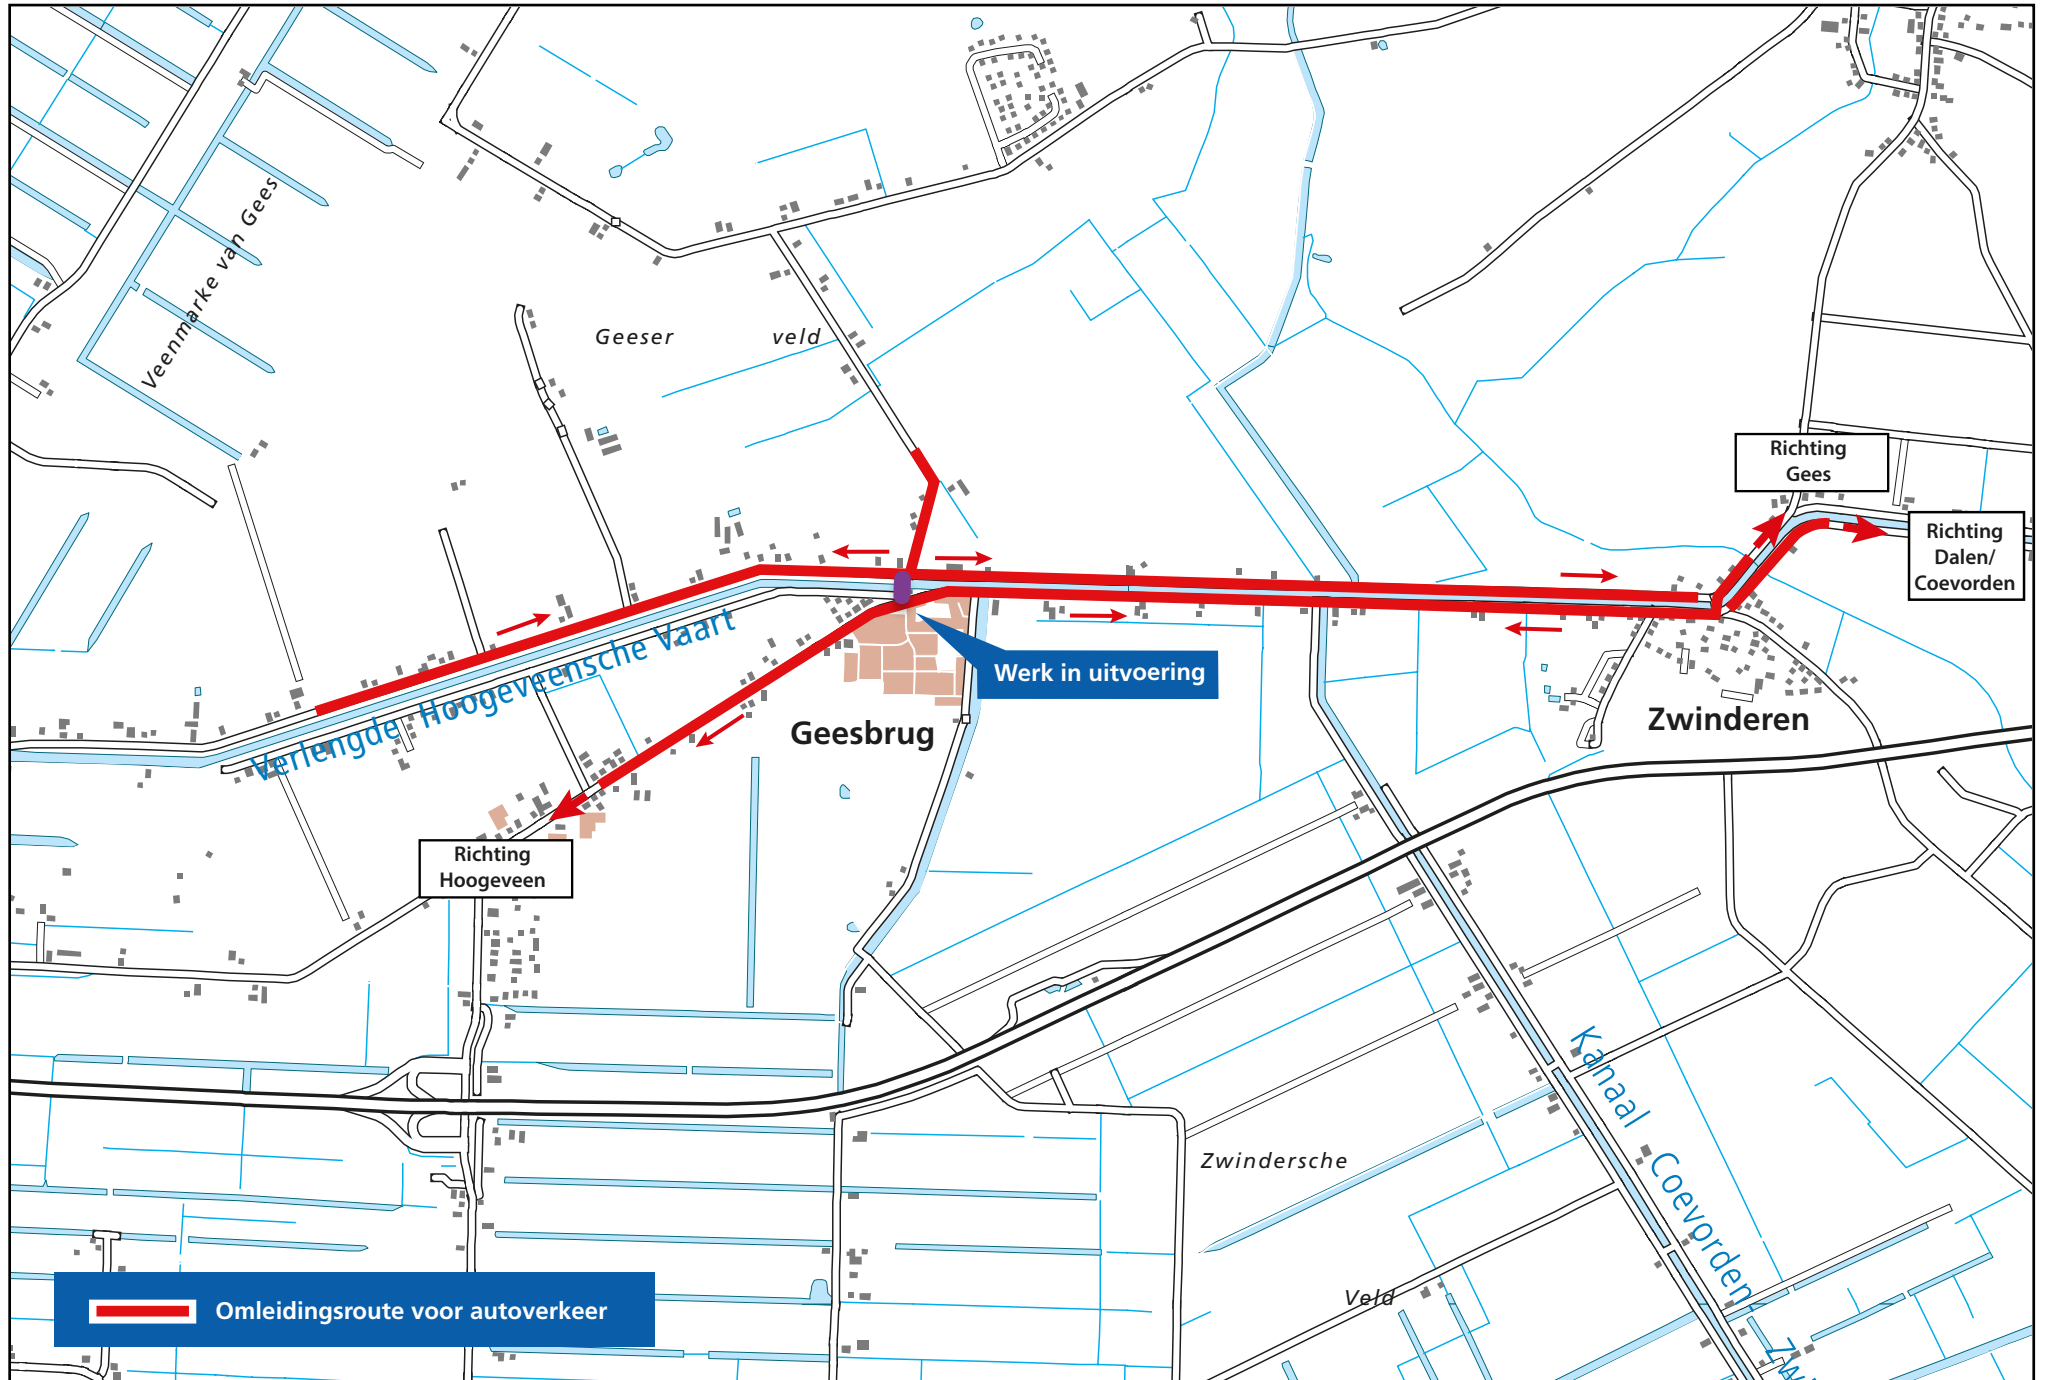 Veenmarke van Gees
Geeser veld
Richting
Gees
Richting
Dalen/
Coevorden
Verlengde Hoogeveensche Vaart
Werk in uitvoering
Geesbrug
Zwinderen
Richting
Hoogeveen
Kanaal Coevorden
Zwindersche
Veld
Omleidingsroute voor autoverkeer